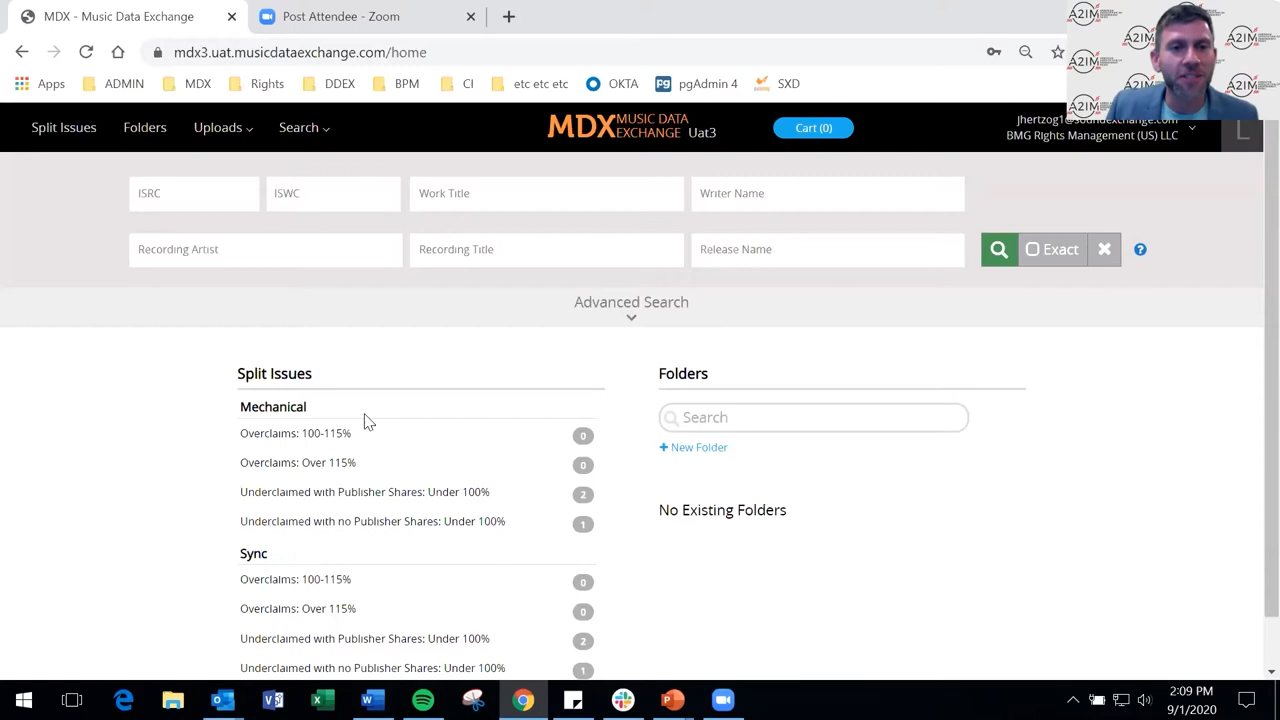 MDX - Music Data Exchange
Post Attendee - Zoom
mdx3.uat.musicdataexchange.com/home
Apps ADMIN MDX Rights DDEX PJPM CI etc etc etc OKTA pgAdmin 4 SXD
A2IM
Split Issues Folders Uploads Search
MDX MUSIC DATA EXCHANGE Uat3
Cart (0)
jhertzog1@soundexchange.com
BMG Rights Management (US) LLC
L
ISRC ISWC Work Title Writer Name
Recording Artist Recording Title Release Name Exact
Advanced Search
Split Issues
Mechanical
Overclaims: 100-115% 0
Overclaims: Over 115% 0
Underclaimed with Publisher Shares: Under 100% 2
Underclaimed with no Publisher Shares: Under 100% 1
Sync
Overclaims: 100-115% 0
Overclaims: Over 115% 0
Underclaimed with Publisher Shares: Under 100% 2
Underclaimed with no Publisher Shares: Under 100% 1
Folders
Search
+ New Folder
No Existing Folders
2:09 PM
9/1/2020